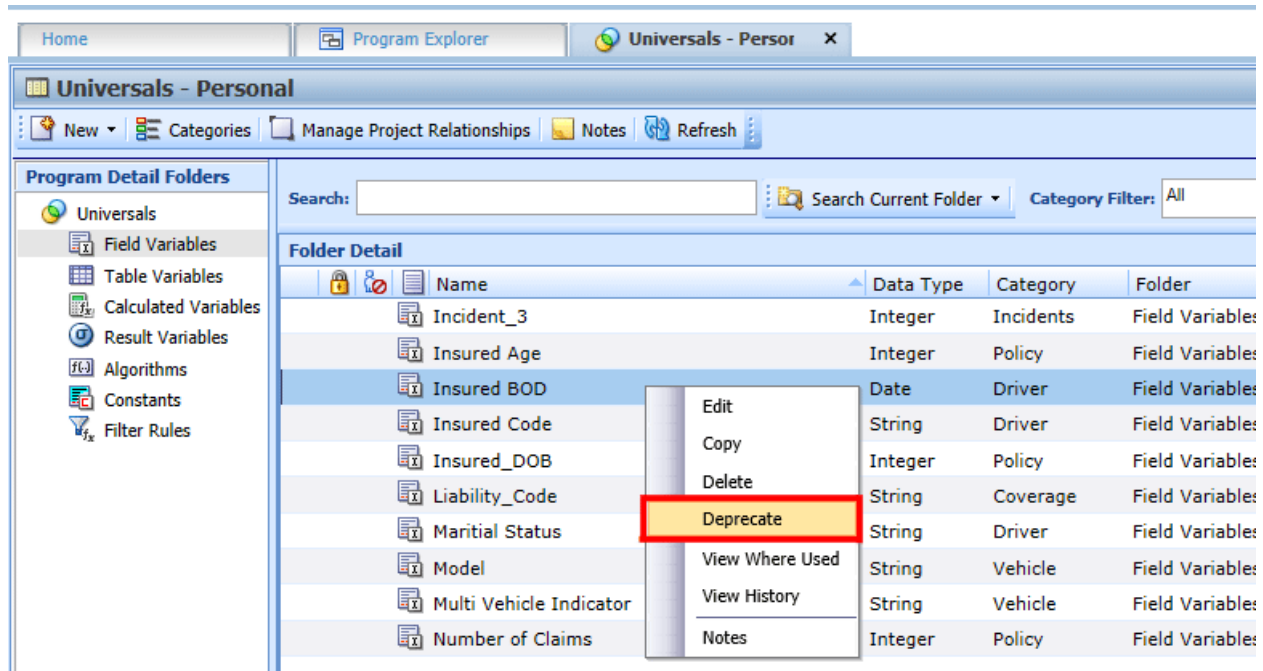 Home Program Explorer Universals - Person x
Universals - Personal
New Categories Manage Project Relationships Notes Refresh
Program Detail Folders
Universals
Field Variables
Table Variables
Calculated Variables
Result Variables
Algorithms
Constants
Filter Rules
Search: Search Current Folder Category Filter: All
Folder Detail
Name Data Type Category Folder
Incident_3 Integer Incidents Field Variables
Insured Age Integer Policy Field Variables
Insured BOD Date Driver Field Variables
Insured Code String Driver Field Variables
Insured_DOB Integer Policy Field Variables
Liability_Code String Coverage Field Variables
Maritial Status String Driver Field Variables
Model String Vehicle Field Variables
Multi Vehicle Indicator String Vehicle Field Variables
Number of Claims Integer Policy Field Variables
Edit
Copy
Delete
Deprecate
View Where Used
View History
Notes